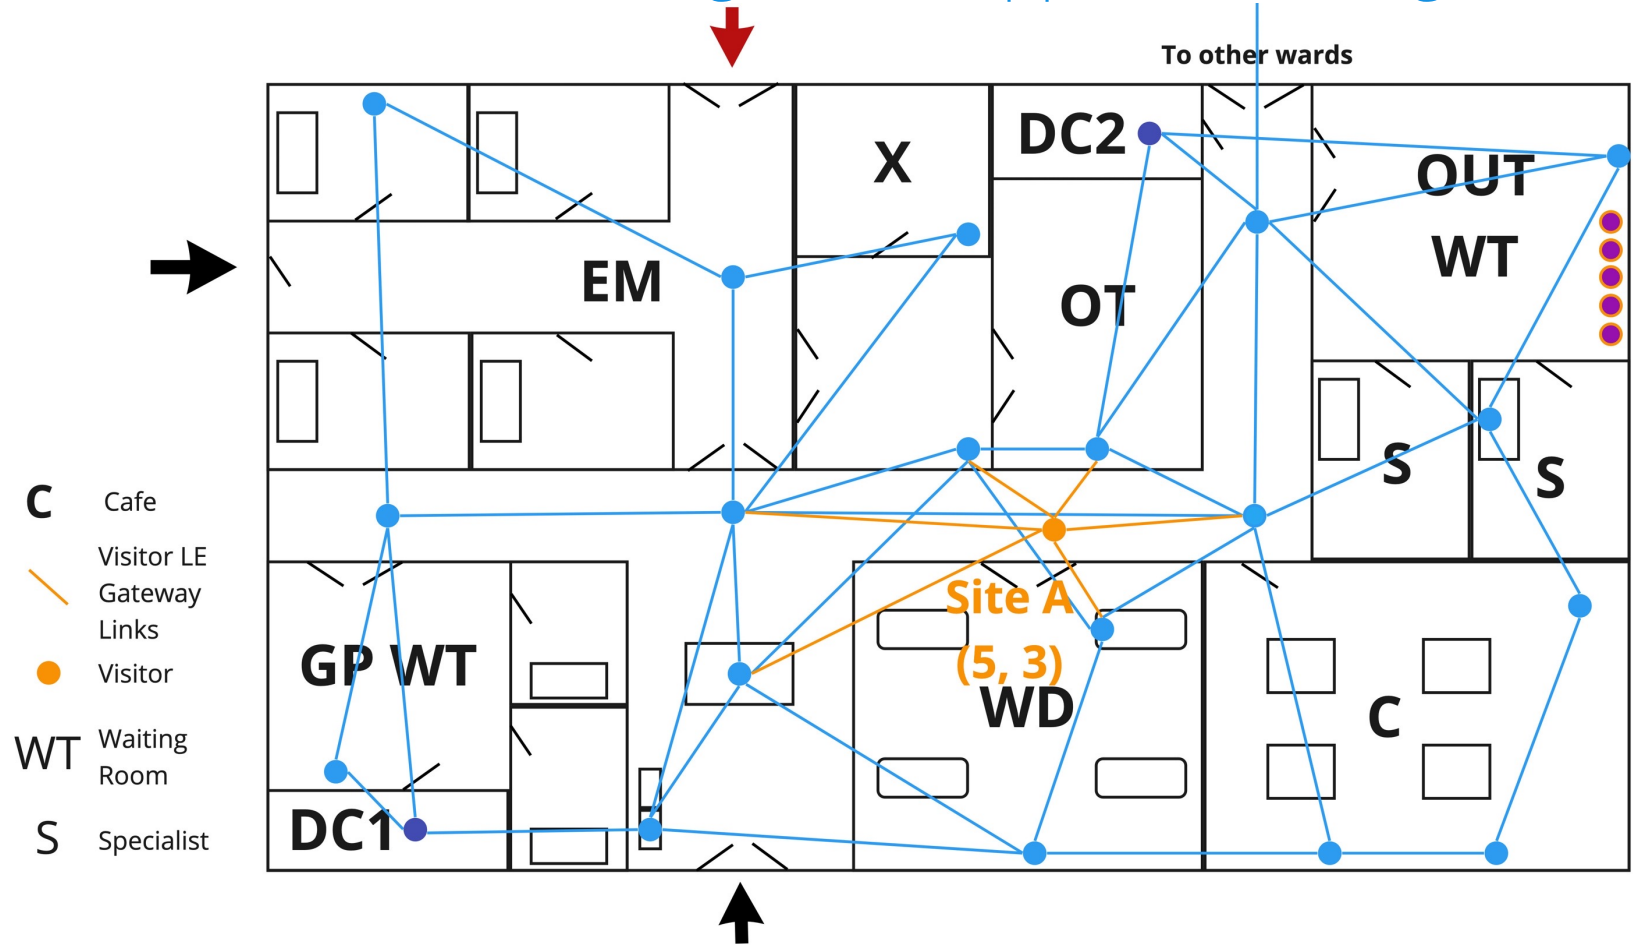 To other wards
X
DC2
OUT
WT
EM
OT
S
S
C Cafe
Visitor LE
Gateway
Links
Visitor
WT Waiting
Room
S Specialist
Site A
(5, 3)
GP WT
WD
C
DC1